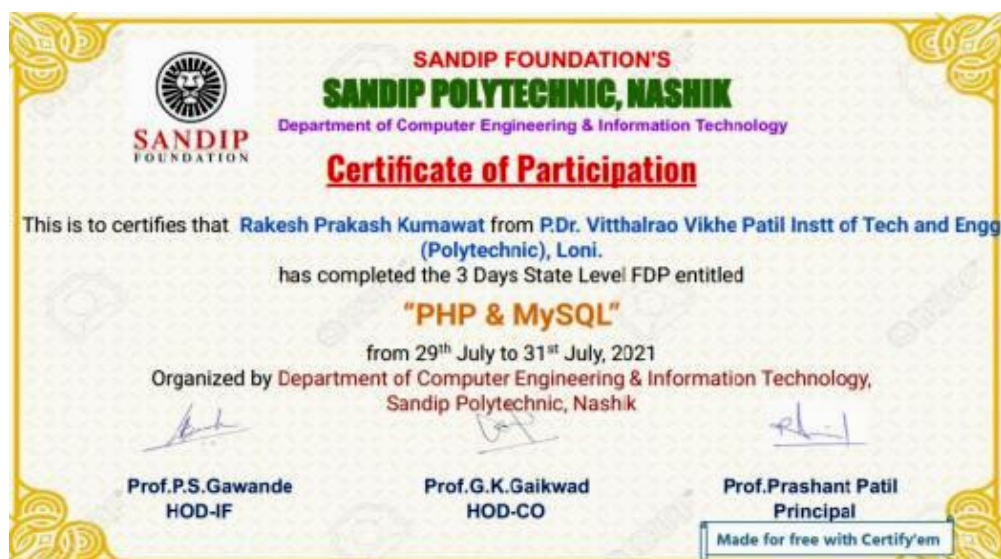 SANDIP FOUNDATION'S
SANDIP POLYTECHNIC, NASHIK
Department of Computer Engineering & Information Technology
SANDIP
FOUNDATION
Certificate of Participation
This is to certifies that Rakesh Prakash Kumawat from P.Dr. Vitthalrao Vikhe Patil Instt of Tech and Engg
(Polytechnic), Loni.
has completed the 3 Days State Level FDP entitled
“PHP & MySQL”
from 29th July to 31st July, 2021
Organized by Department of Computer Engineering & Information Technology,
Sandip Polytechnic, Nashik
Prof.P.S.Gawande Prof.G.K.Gaikwad Prof.Prashant Patil
HOD-IF HOD-CO Principal
Made for free with Certify'em